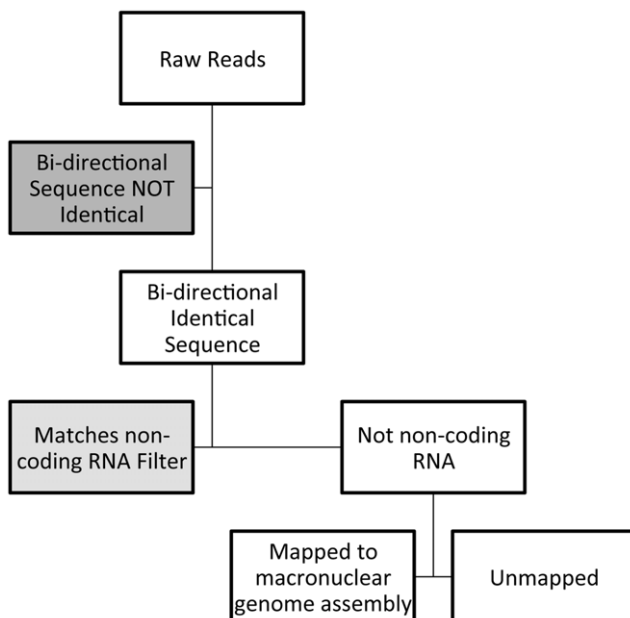 Raw Reads
Bi-directional
Sequence NOT
Identical
Bi-directional
Identical
Sequence
Matches non-
coding RNA Filter
Not non-coding
RNA
Mapped to
macronuclear
genome assembly
Unmapped